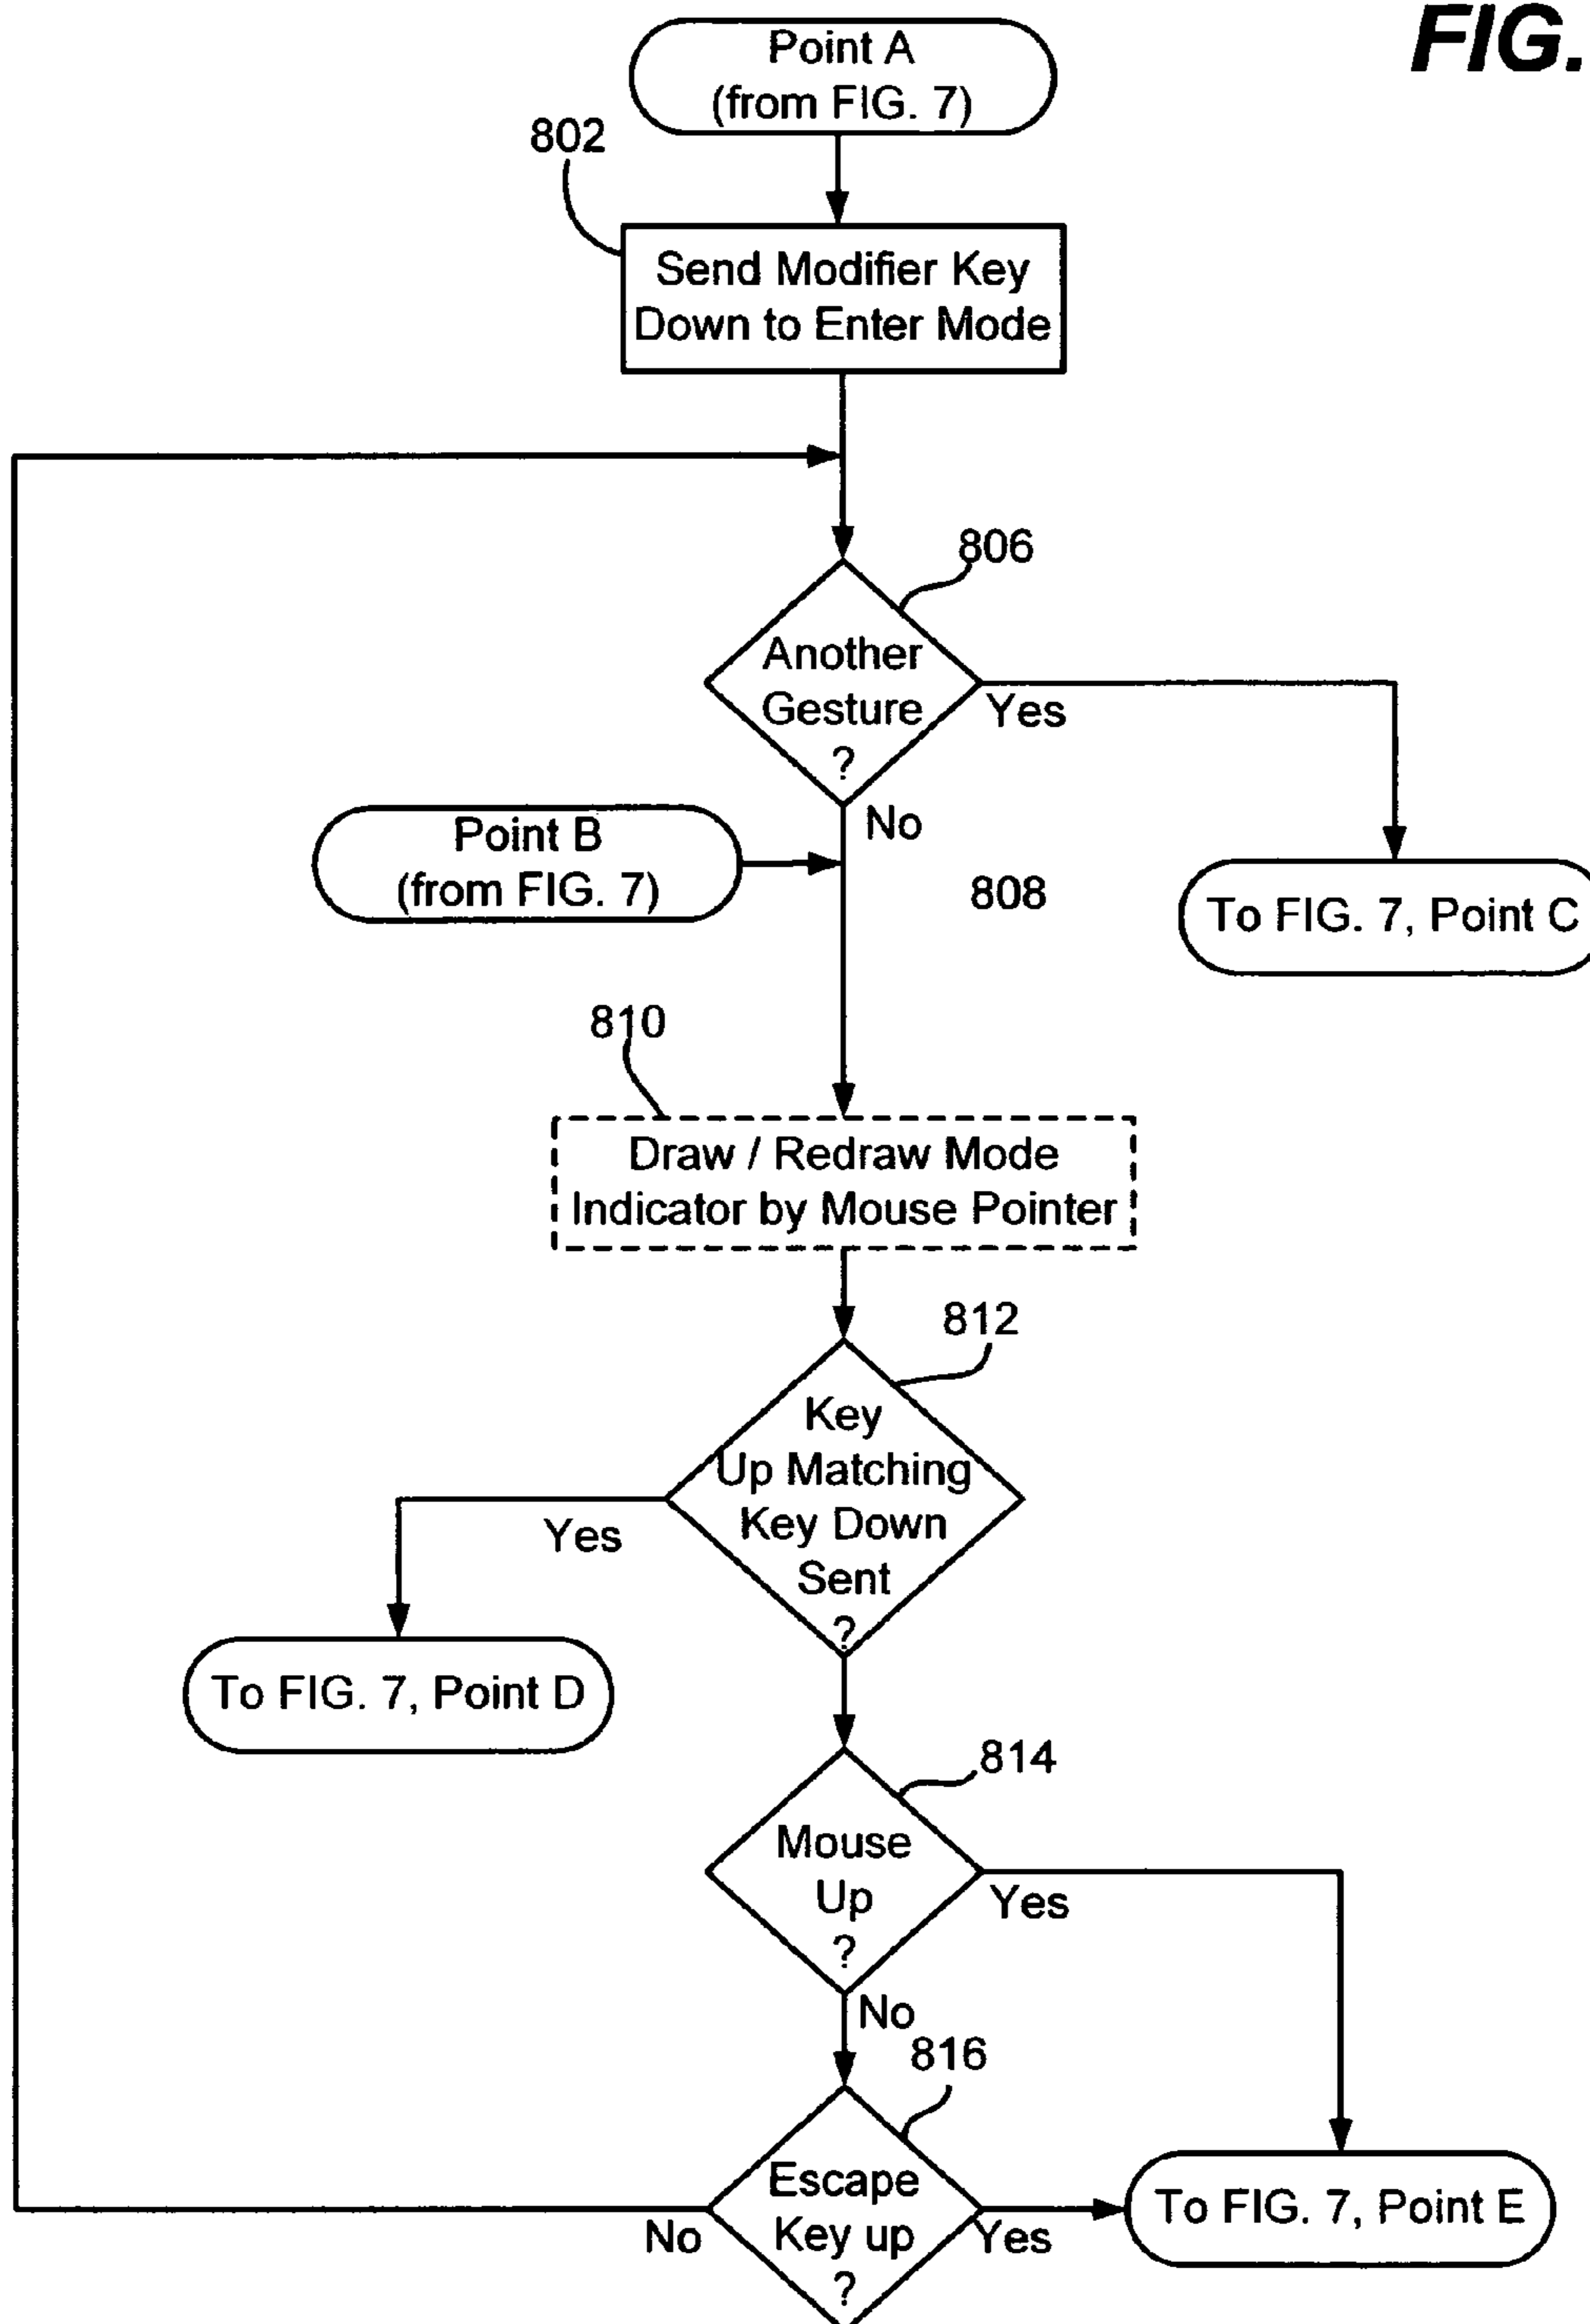 FIG.
Point A
(from FIG. 7)
802
Send Modifier Key
Down to Enter Mode
806
Another
Gesture
?
Yes
No
Point B
(from FIG. 7)
808
To FIG. 7, Point C
810
Draw / Redraw Mode
Indicator by Mouse Pointer
812
Key
Up Matching
Key Down
Sent
?
Yes
To FIG. 7, Point D
814
Mouse
Up
?
Yes
No
816
Escape
Key up
?
No
Yes
To FIG. 7, Point E